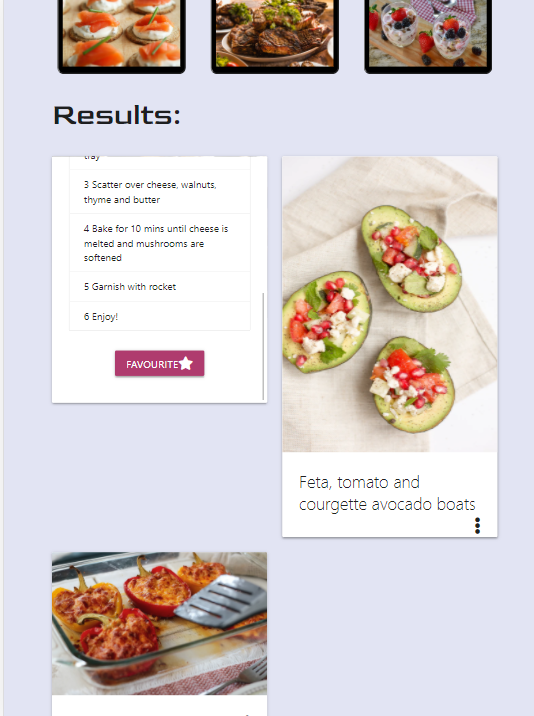 Results:
tray
3 Scatter over cheese, walnuts,
thyme and butter
4 Bake for 10 mins until cheese is
melted and mushrooms are
softened
5 Garnish with rocket
6 Enjoy!
FAVOURITE
Feta, tomato and
courgette avocado boats